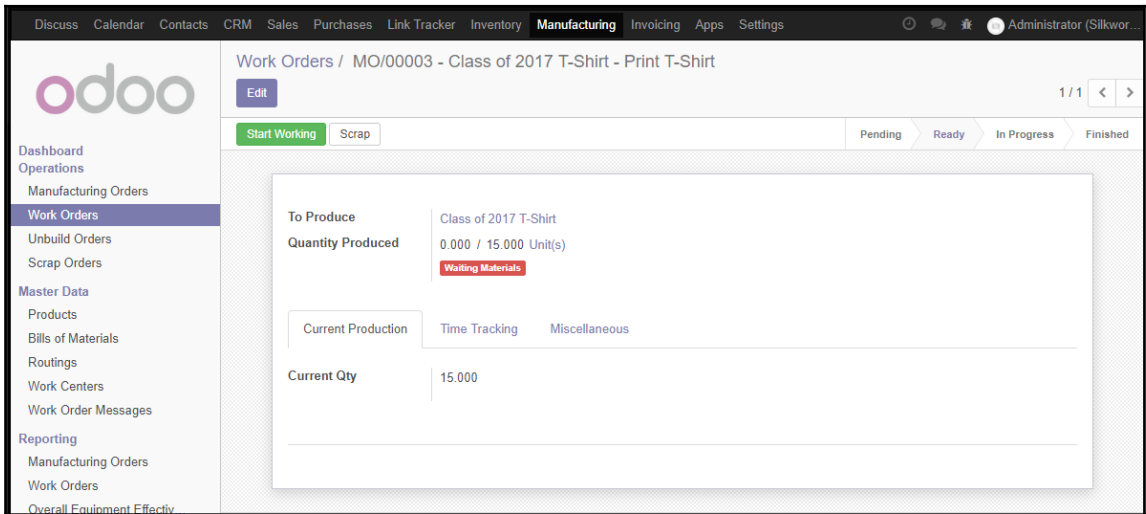 Discuss Calendar Contacts CRM Sales Purchases Link Tracker Inventory Manufacturing Invoicing Apps Settings Administrator (Silkwor...
odoo
Work Orders / MO/00003 - Class of 2017 T-Shirt - Print T-Shirt
Edit
1 / 1
Start Working Scrap
Pending Ready In Progress Finished
Dashboard
Operations
Manufacturing Orders
Work Orders
Unbuild Orders
Scrap Orders
Master Data
Products
Bills of Materials
Routings
Work Centers
Work Order Messages
Reporting
Manufacturing Orders
Work Orders
Overall Equipment Effectiv...
To Produce Class of 2017 T-Shirt
Quantity Produced 0.000 / 15.000 Unit(s)
Waiting Materials
Current Production Time Tracking Miscellaneous
Current Qty 15.000